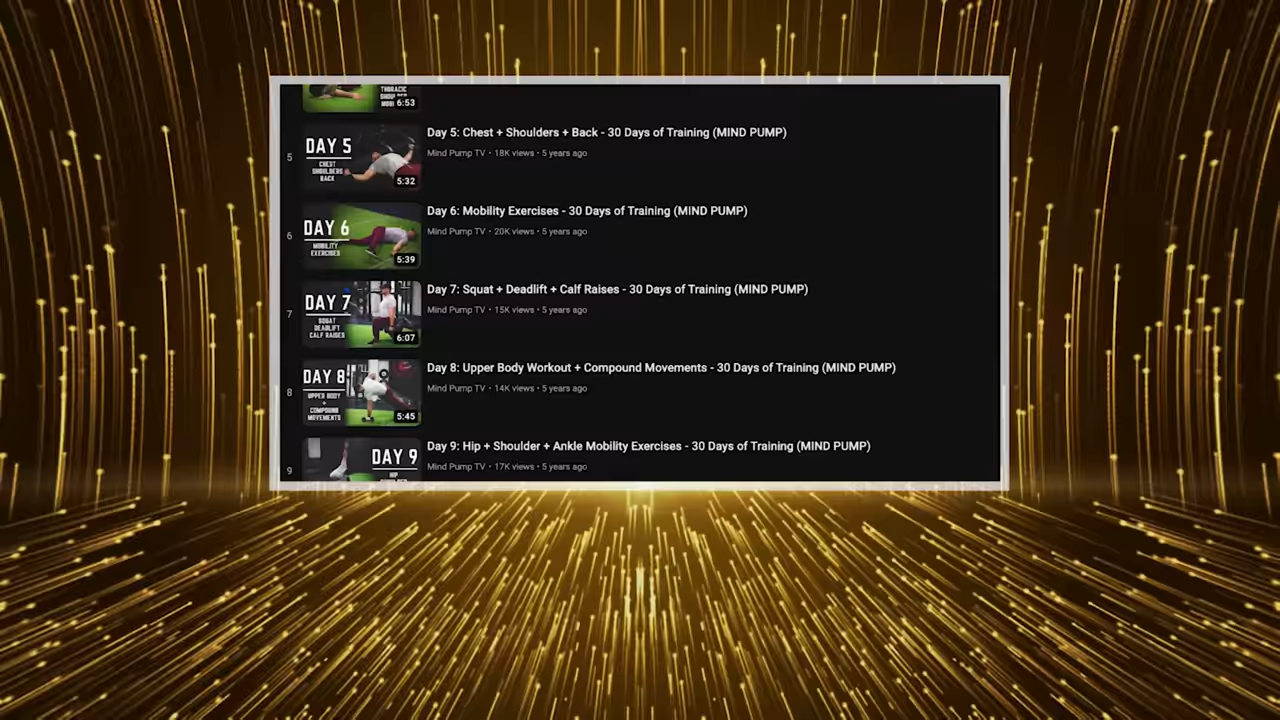 THORACIC
6:53
5
DAY 5
CHEST
SHOULDERS
BACK
5:32
Day 5: Chest + Shoulders + Back - 30 Days of Training (MIND PUMP)
Mind Pump TV • 18K views • 5 years ago
6
DAY 6
MOBILITY
EXERCISES
5:39
Day 6: Mobility Exercises - 30 Days of Training (MIND PUMP)
Mind Pump TV • 20K views • 5 years ago
7
DAY 7
SQUAT
DEADLIFT
CALF RAISES
6:07
Day 7: Squat + Deadlift + Calf Raises - 30 Days of Training (MIND PUMP)
Mind Pump TV • 15K views • 5 years ago
8
DAY 8
UPPER BODY
+
COMPOUND
MOVEMENTS
5:45
Day 8: Upper Body Workout + Compound Movements - 30 Days of Training (MIND PUMP)
Mind Pump TV • 14K views • 5 years ago
9
DAY 9
HIP
Day 9: Hip + Shoulder + Ankle Mobility Exercises - 30 Days of Training (MIND PUMP)
Mind Pump TV • 17K views • 5 years ago